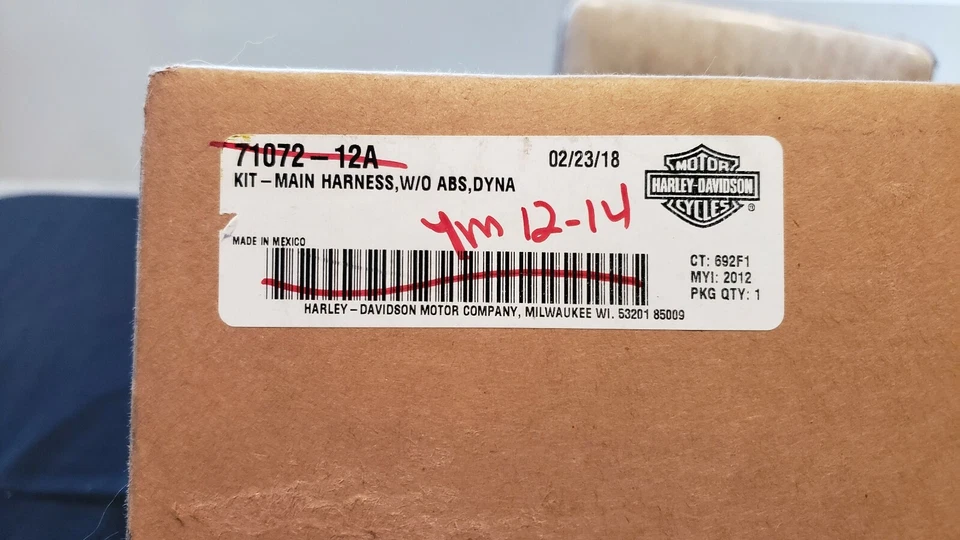 71072-12A
02/23/18
KIT-MAIN HARNESS,W/O ABS,DYNA
MOTOR
HARLEY-DAVIDSON
CYCLES
®
Ym 12-14
MADE IN MEXICO
CT: 692F1
MYI: 2012
PKG QTY: 1
HARLEY-DAVIDSON MOTOR COMPANY, MILWAUKEE WI. 53201 85009